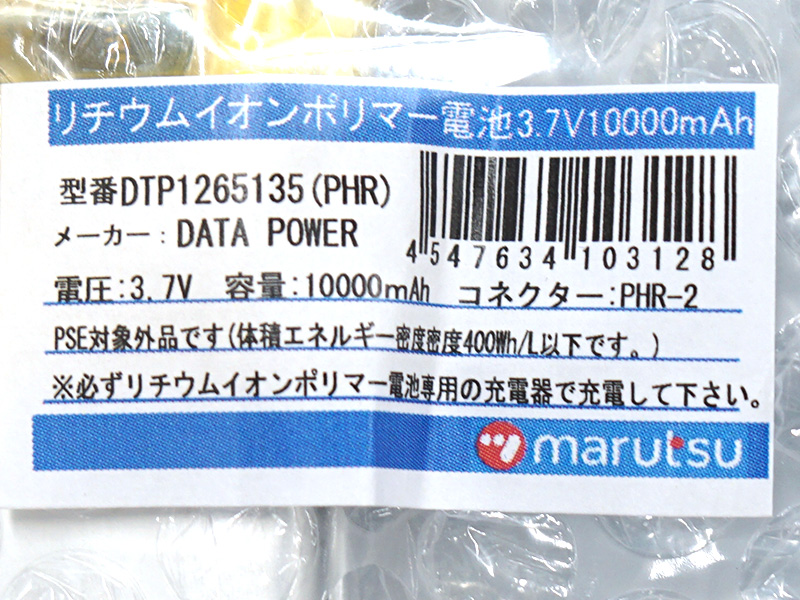 リチウムイオンポリマー電池3.7V10000mAh
型番DTP1265135(PHR)
メーカー：DATA POWER
4547634103128
電圧:3.7V 容量:10000mAh コネクター:PHR-2
PSE対象外品です(体積エネルギー密度密度400Wh/L以下です。)
※必ずリチウムイオンポリマー電池専用の充電器で充電して下さい。
marutsu